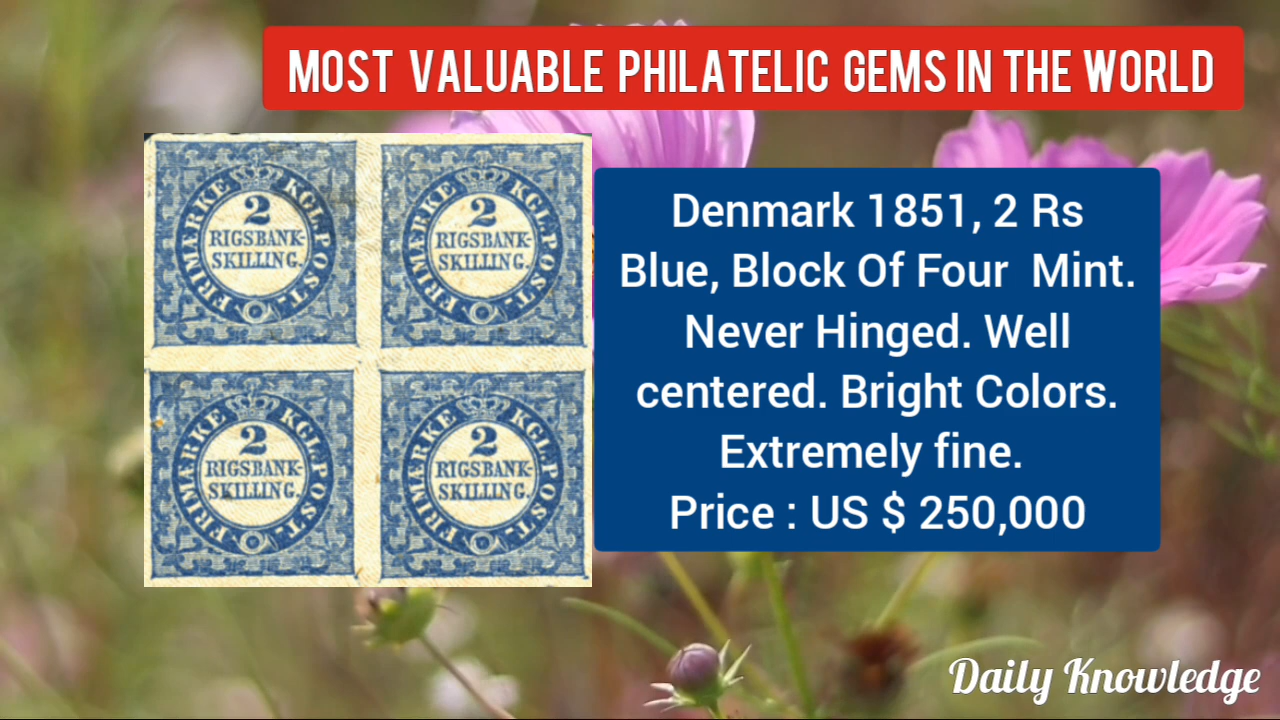 MOST VALUABLE PHILATELIC GEMS IN THE WORLD
FRIMÆRKE KGL.POST.
2
RIGSBANK-
SKILLING.
FRIMÆRKE KGL.POST.
2
RIGSBANK-
SKILLING.
FRIMÆRKE KGL.POST.
2
RIGSBANK-
SKILLING.
FRIMÆRKE KGL.POST.
2
RIGSBANK-
SKILLING.
Denmark 1851, 2 Rs
Blue, Block Of Four Mint.
Never Hinged. Well
centered. Bright Colors.
Extremely fine.
Price : US $ 250,000
Daily Knowledge